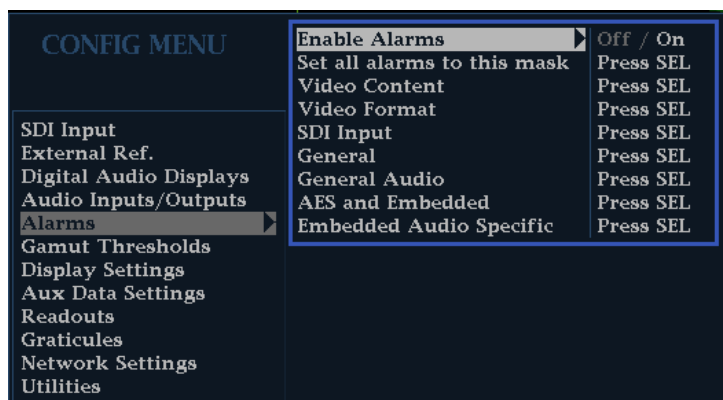 CONFIG MENU
SDI Input
External Ref.
Digital Audio Displays
Audio Inputs/Outputs
Alarms
Gamut Thresholds
Display Settings
Aux Data Settings
Readouts
Graticules
Network Settings
Utilities
Enable Alarms Off / On
Set all alarms to this mask Press SEL
Video Content Press SEL
Video Format Press SEL
SDI Input Press SEL
General Press SEL
General Audio Press SEL
AES and Embedded Press SEL
Embedded Audio Specific Press SEL